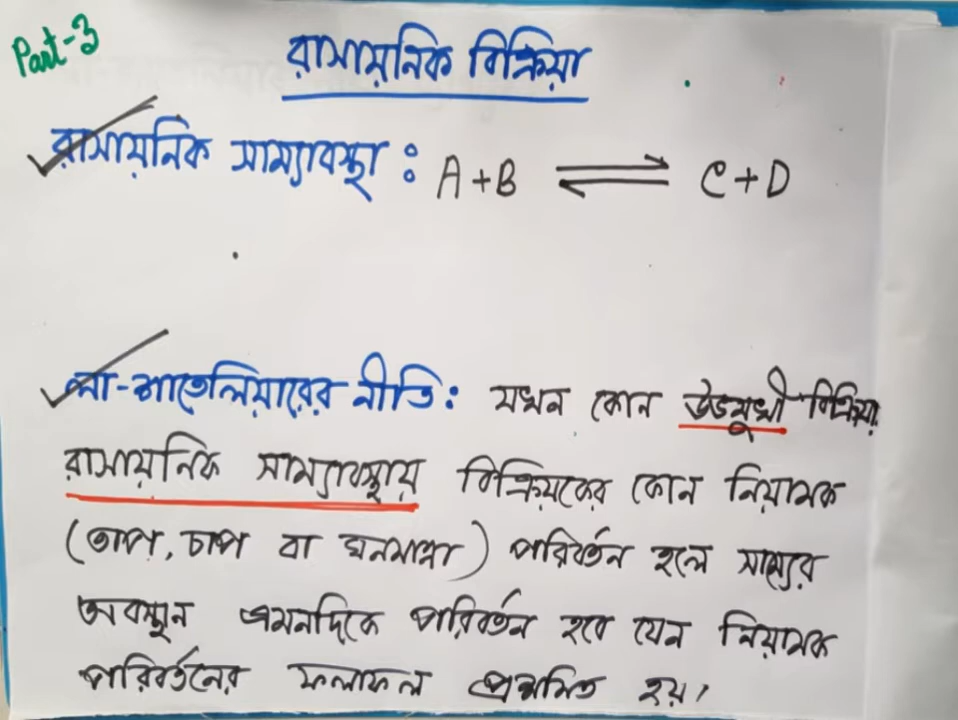 Part-3
রাসায়নিক বিক্রিয়া
রাসায়নিক সাম্যাবস্থা : A+B ⇌ C+D
লা-শাতেলিয়ারের নীতি : যখন কোন উভমুখী বিক্রিয়া
রাসায়নিক সাম্যাবস্থায় বিক্রিয়কের কোন নিয়ামক
(তাপ, চাপ বা ঘনমাত্রা) পরিবর্তন হলে সাম্যের
অবস্থান এমনদিকে পরিবর্তন হবে যেন নিয়ামক
পরিবর্তনের ফলাফল প্রশমিত হয়।